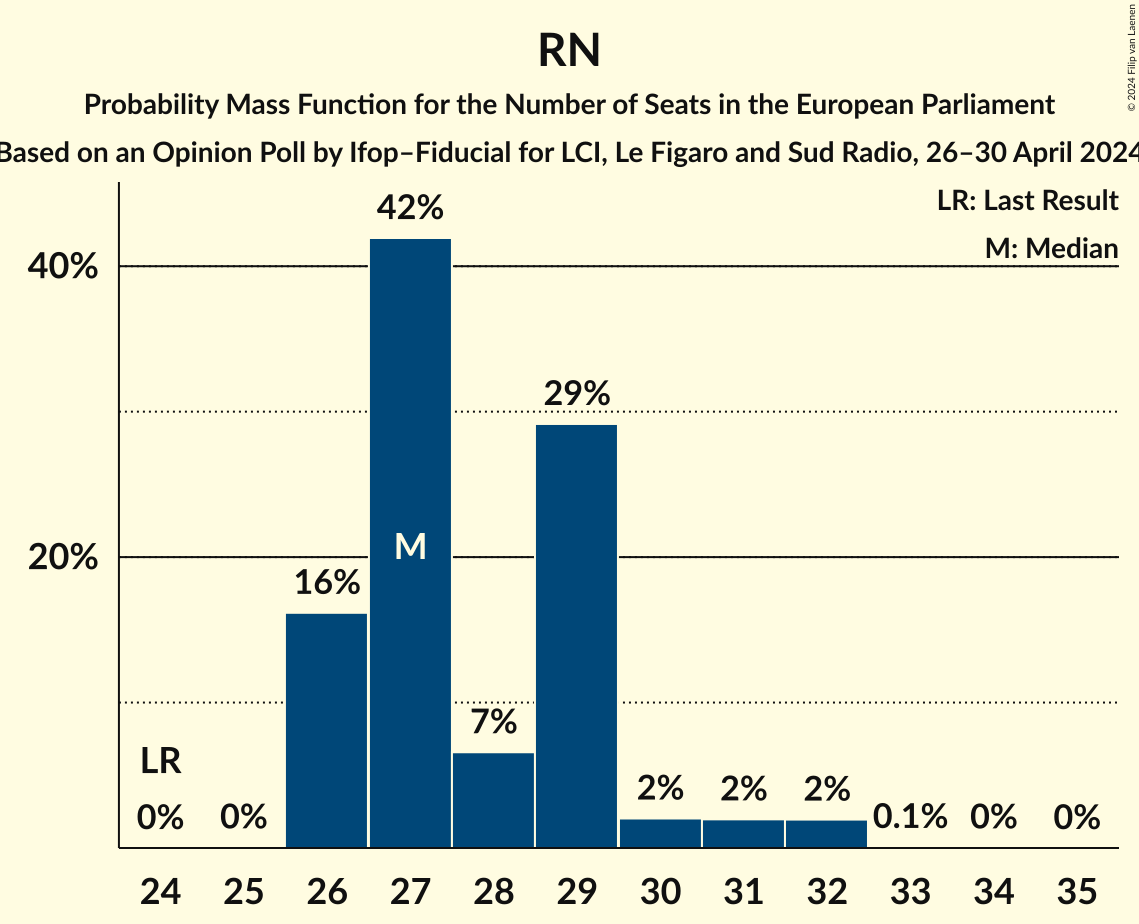 RN
Probability Mass Function for the Number of Seats in the European Parliament
Based on an Opinion Poll by Ifop–Fiducial for LCI, Le Figaro and Sud Radio, 26–30 April 2024
© 2024 Filip van Laenen
LR: Last Result
M: Median
40%
20%
42%
29%
M
16%
7%
LR
0%
0%
2%
2%
2%
0.1%
0%
0%
24 25 26 27 28 29 30 31 32 33 34 35